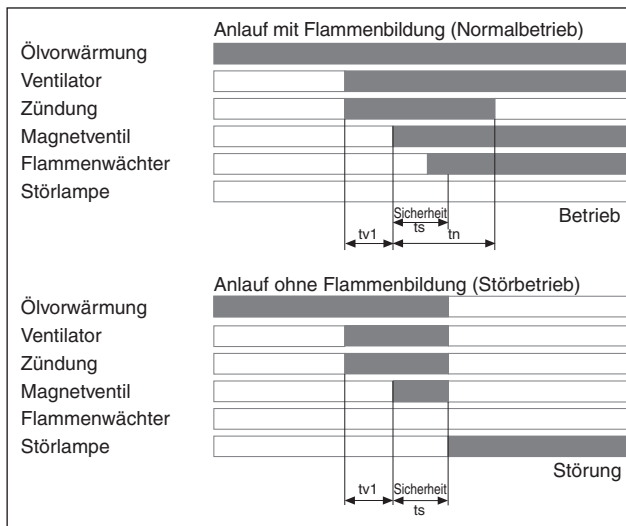 Anlauf mit Flammenbildung (Normalbetrieb)
Ölvorwärmung
Ventilator
Zündung
Magnetventil
Flammenwächter
Störlampe
Sicherheit
ts
tv1
tn
Betrieb
Anlauf ohne Flammenbildung (Störbetrieb)
Ölvorwärmung
Ventilator
Zündung
Magnetventil
Flammenwächter
Störlampe
Störung
tv1
Sicherheit
ts